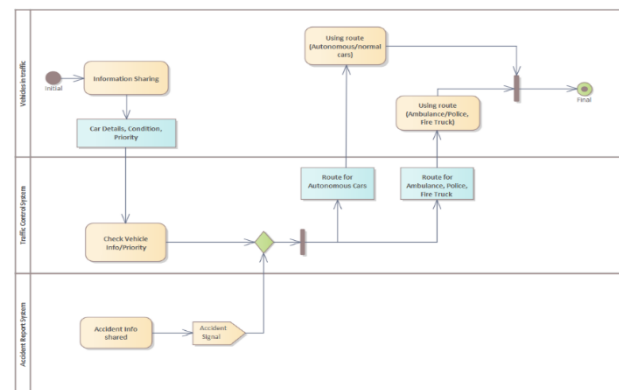 Vehicles in traffic
Initial
Information Sharing
Car Details, Condition,
Priority
Using route
(Autonomous/normal
cars)
Using route
(Ambulance/Police,
Fire Truck)
Final
Traffic Control System
Check Vehicle
Info/Priority
Route for
Autonomous Cars
Route for
Ambulance, Police,
Fire Truck
Accident Report System
Accident Info
shared
Accident
Signal